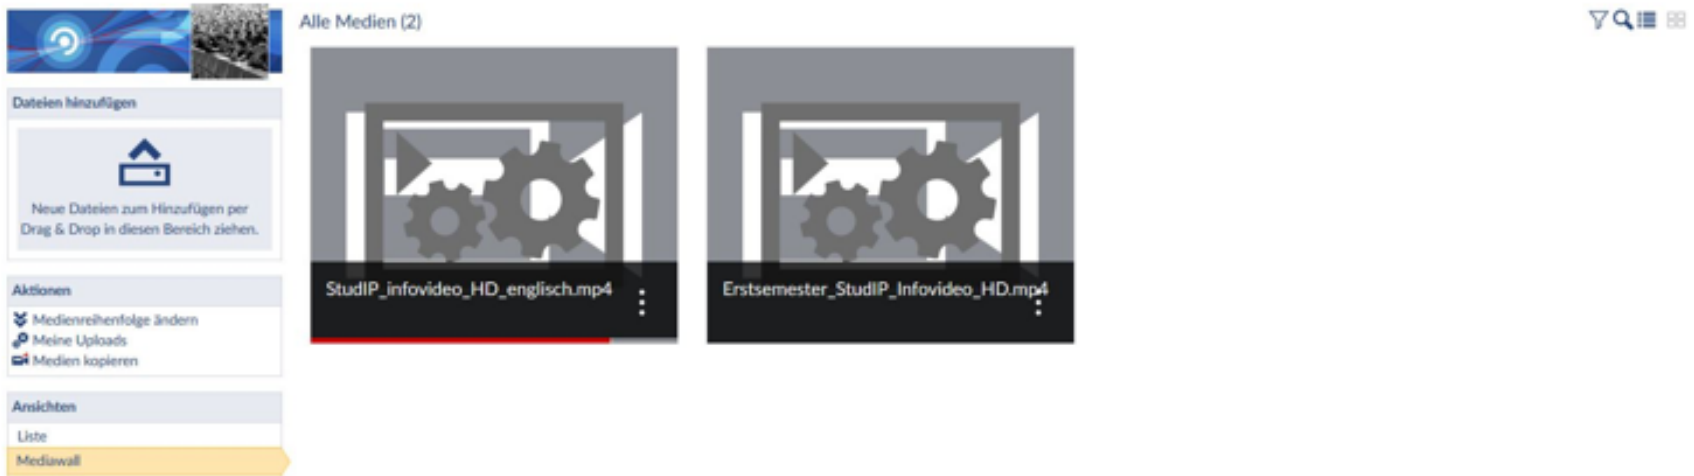 Alle Medien (2)
Dateien hinzufügen
Neue Dateien zum Hinzufügen per
Drag & Drop in diesen Bereich ziehen.
Aktionen
Medienreihenfolge ändern
Meine Uploads
Medien kopieren
Ansichten
Liste
Mediawall
StudIP_infovideo_HD_englisch.mp4
Erstsemester_StudIP_Infovideo_HD.mp4